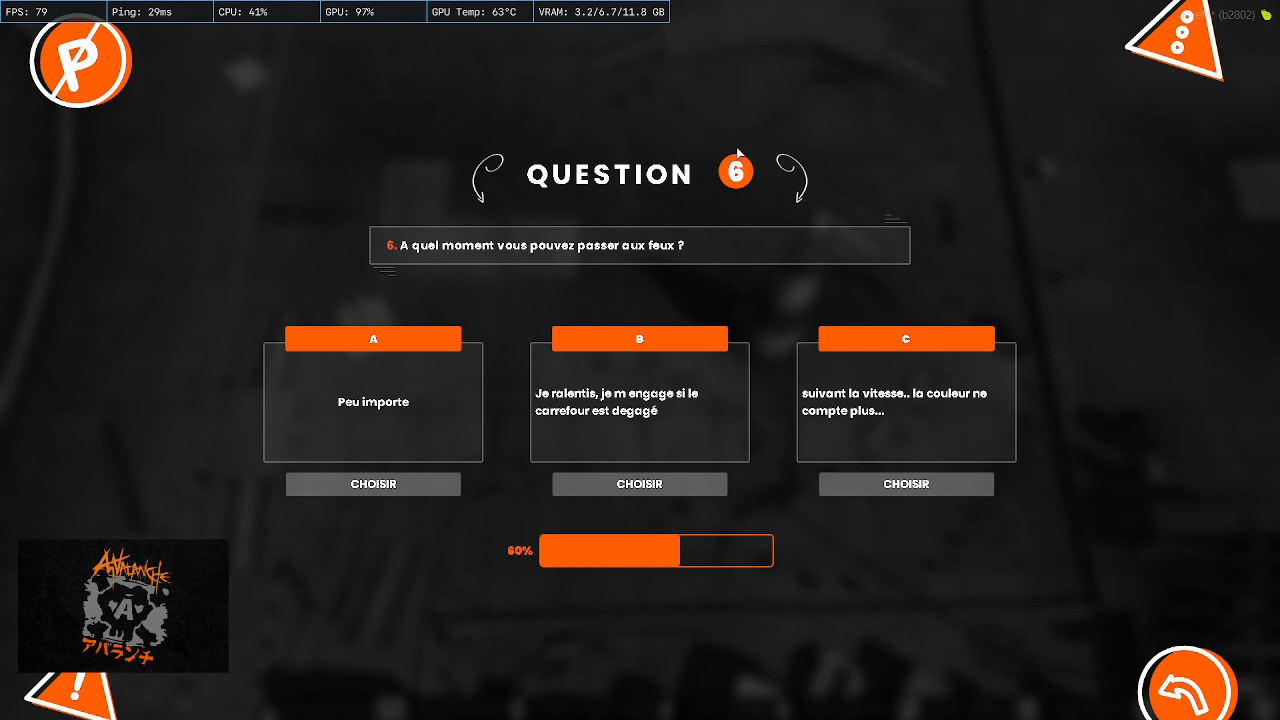 FPS: 79 Ping: 29ms CPU: 41% GPU: 97% GPU Temp: 63°C VRAM: 3.2/6.7/11.8 GB
(b2802)
P
QUESTION 6
6. A quel moment vous pouvez passer aux feux ?
A B C
Peu importe
Je ralentis, je m engage si le
carrefour est degagé
suivant la vitesse.. la couleur ne
compte plus...
CHOISIR CHOISIR CHOISIR
60%
AVALANCHE
A
アバランチ
!